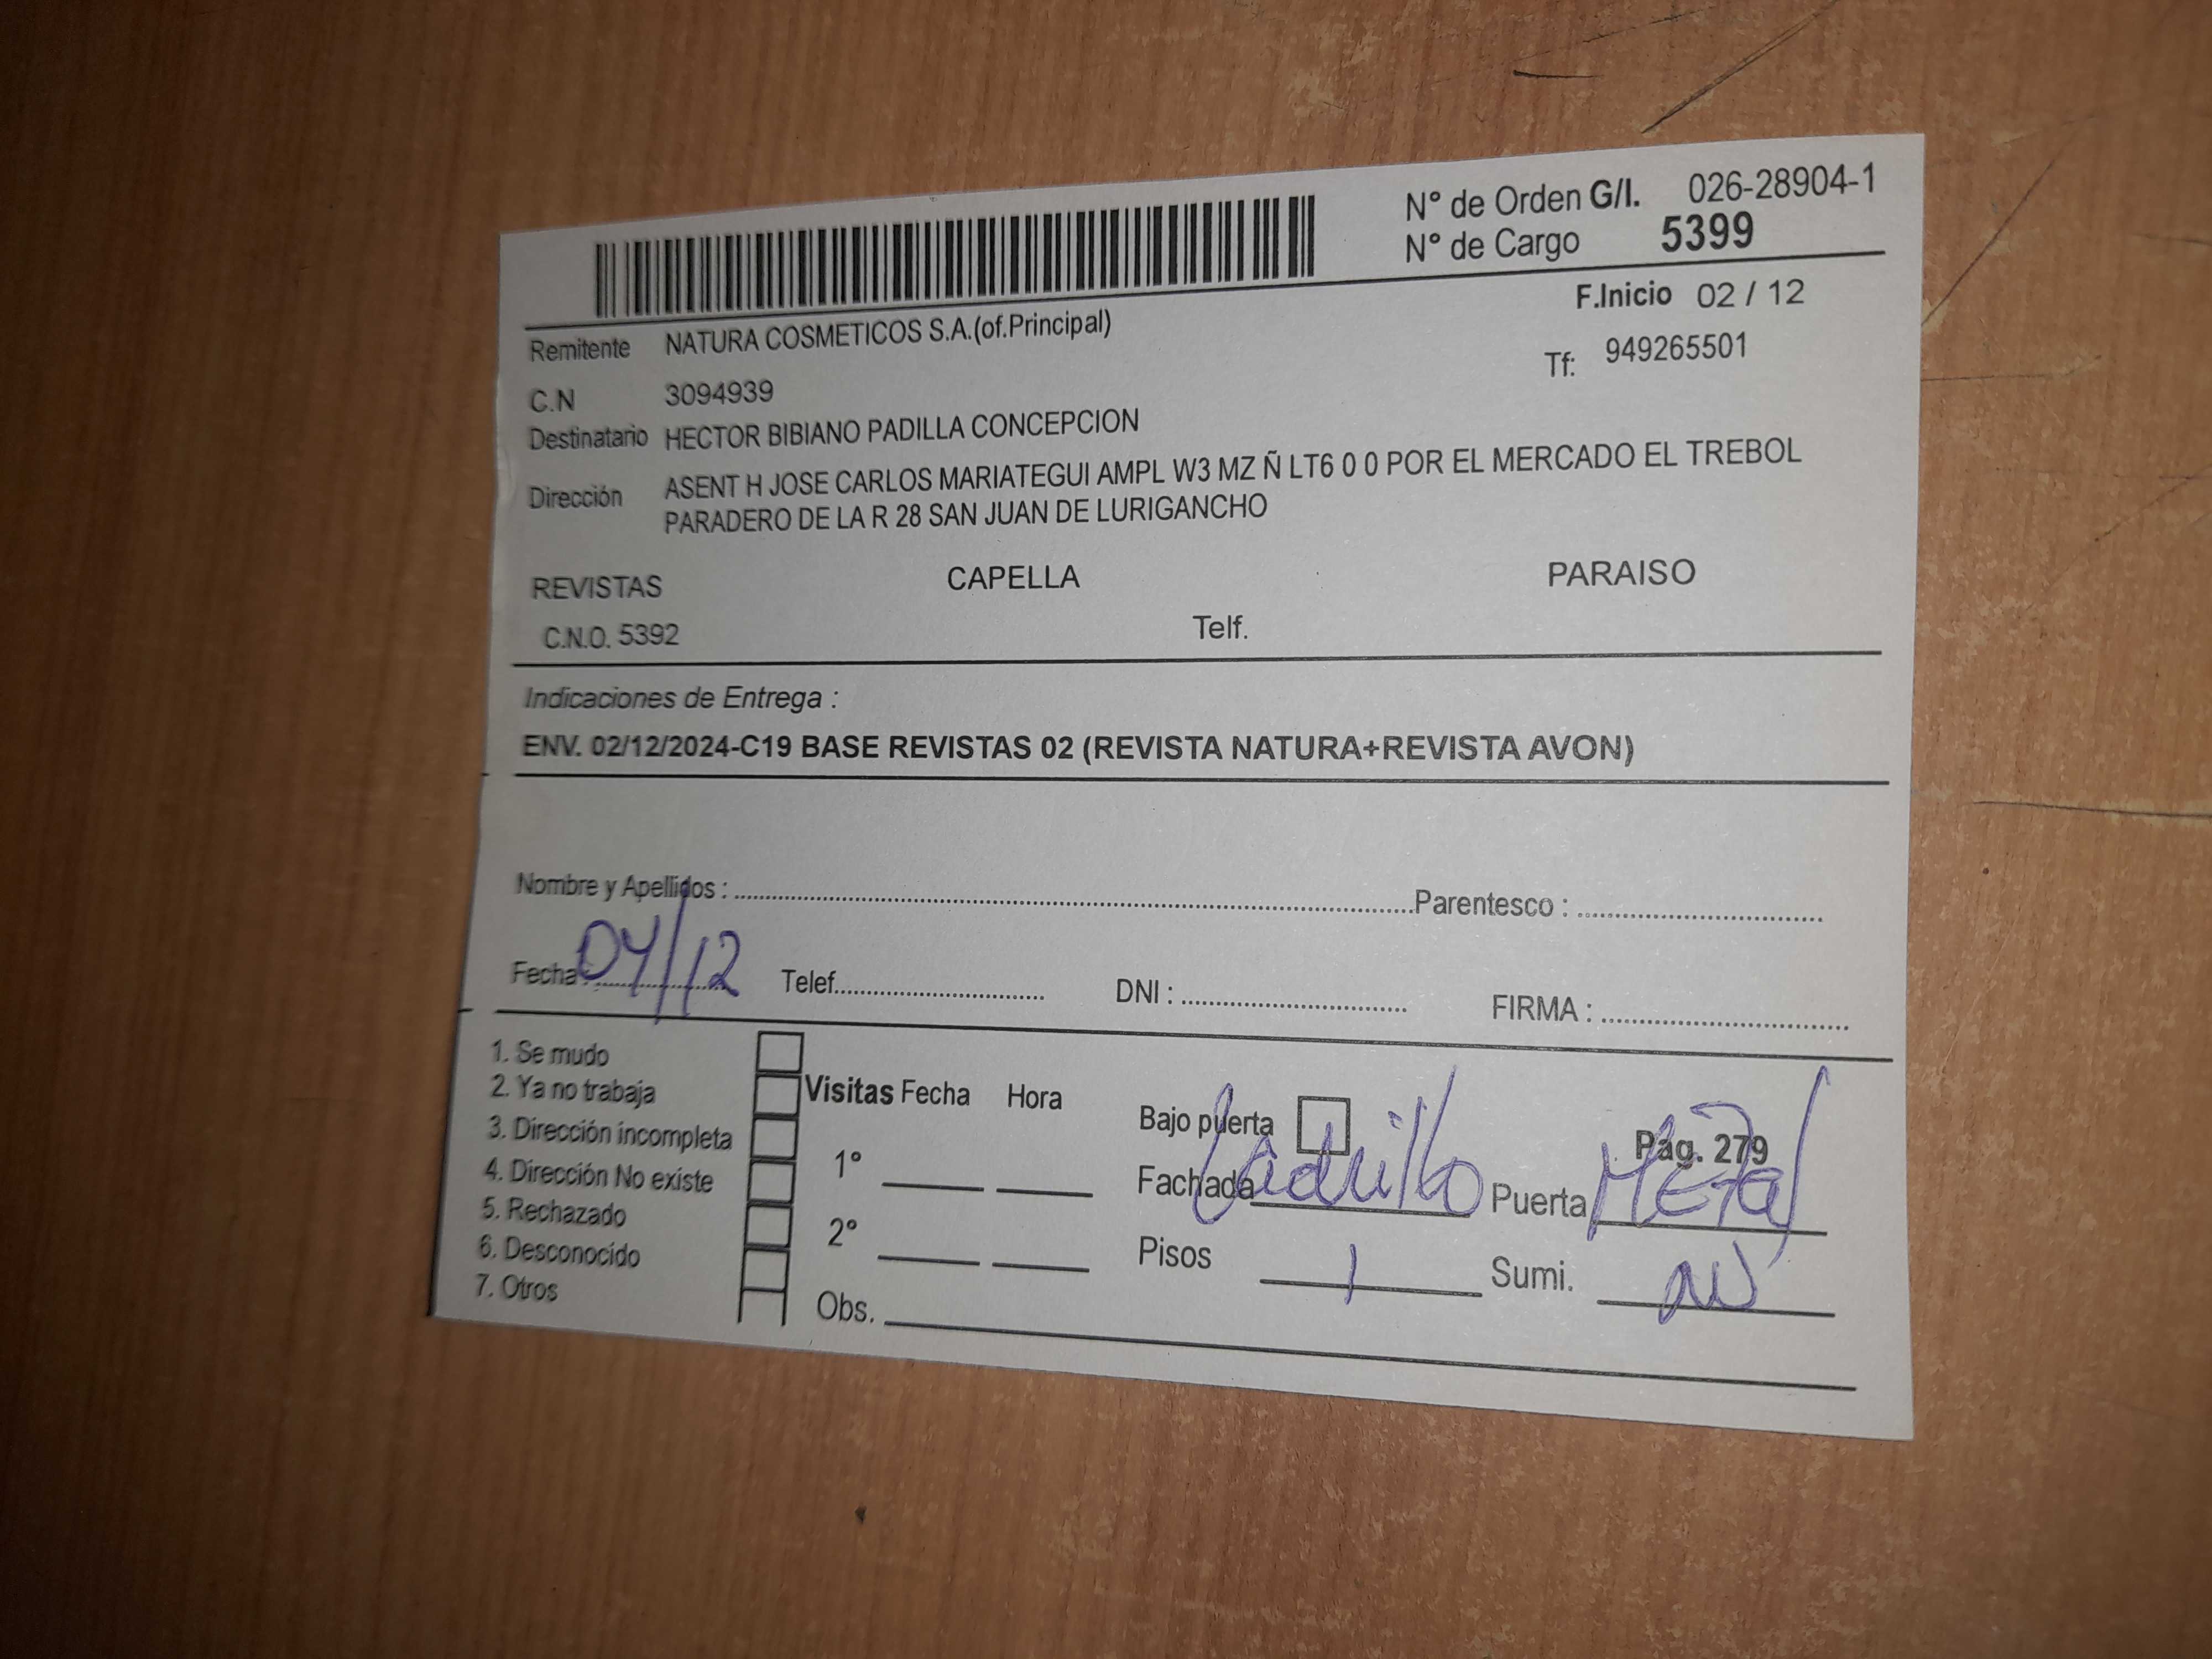 N° de Orden G/I. 026-28904-1
N° de Cargo 5399
F.Inicio 02 / 12
Remitente NATURA COSMETICOS S.A.(of.Principal)
Tf: 949265501
C.N 3094939
Destinatario HECTOR BIBIANO PADILLA CONCEPCION
Dirección ASENT H JOSE CARLOS MARIATEGUI AMPL W3 MZ Ñ LT6 0 0 POR EL MERCADO EL TREBOL
PARADERO DE LA R 28 SAN JUAN DE LURIGANCHO
REVISTAS CAPELLA PARAISO
C.N.O. 5392 Telf.
Indicaciones de Entrega :
ENV. 02/12/2024-C19 BASE REVISTAS 02 (REVISTA NATURA+REVISTA AVON)
Nombre y Apellidos : Parentesco :
Fecha : 04/12 Telef. DNI : FIRMA :
1. Se mudo
2. Ya no trabaja
3. Dirección incompleta
4. Dirección No existe
5. Rechazado
6. Desconocido
7. Otros
Visitas Fecha Hora
1°
2°
Obs.
Bajo puerta Pág. 279
Fachada Ladrillo Puerta Metal
Pisos 1 Sumi.